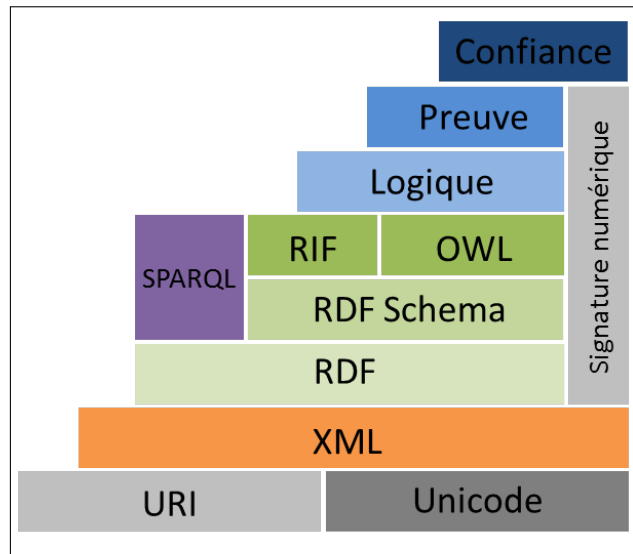 Confiance
Preuve
Logique
Signature numérique
SPARQL
RIF
OWL
RDF Schema
RDF
XML
URI
Unicode